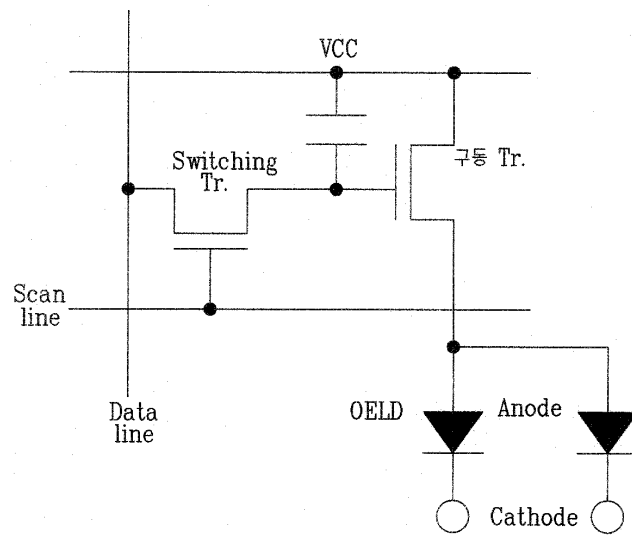 VCC
Switching
Tr.
구동 Tr.
Scan
line
Data
line
OELD
Anode
Cathode